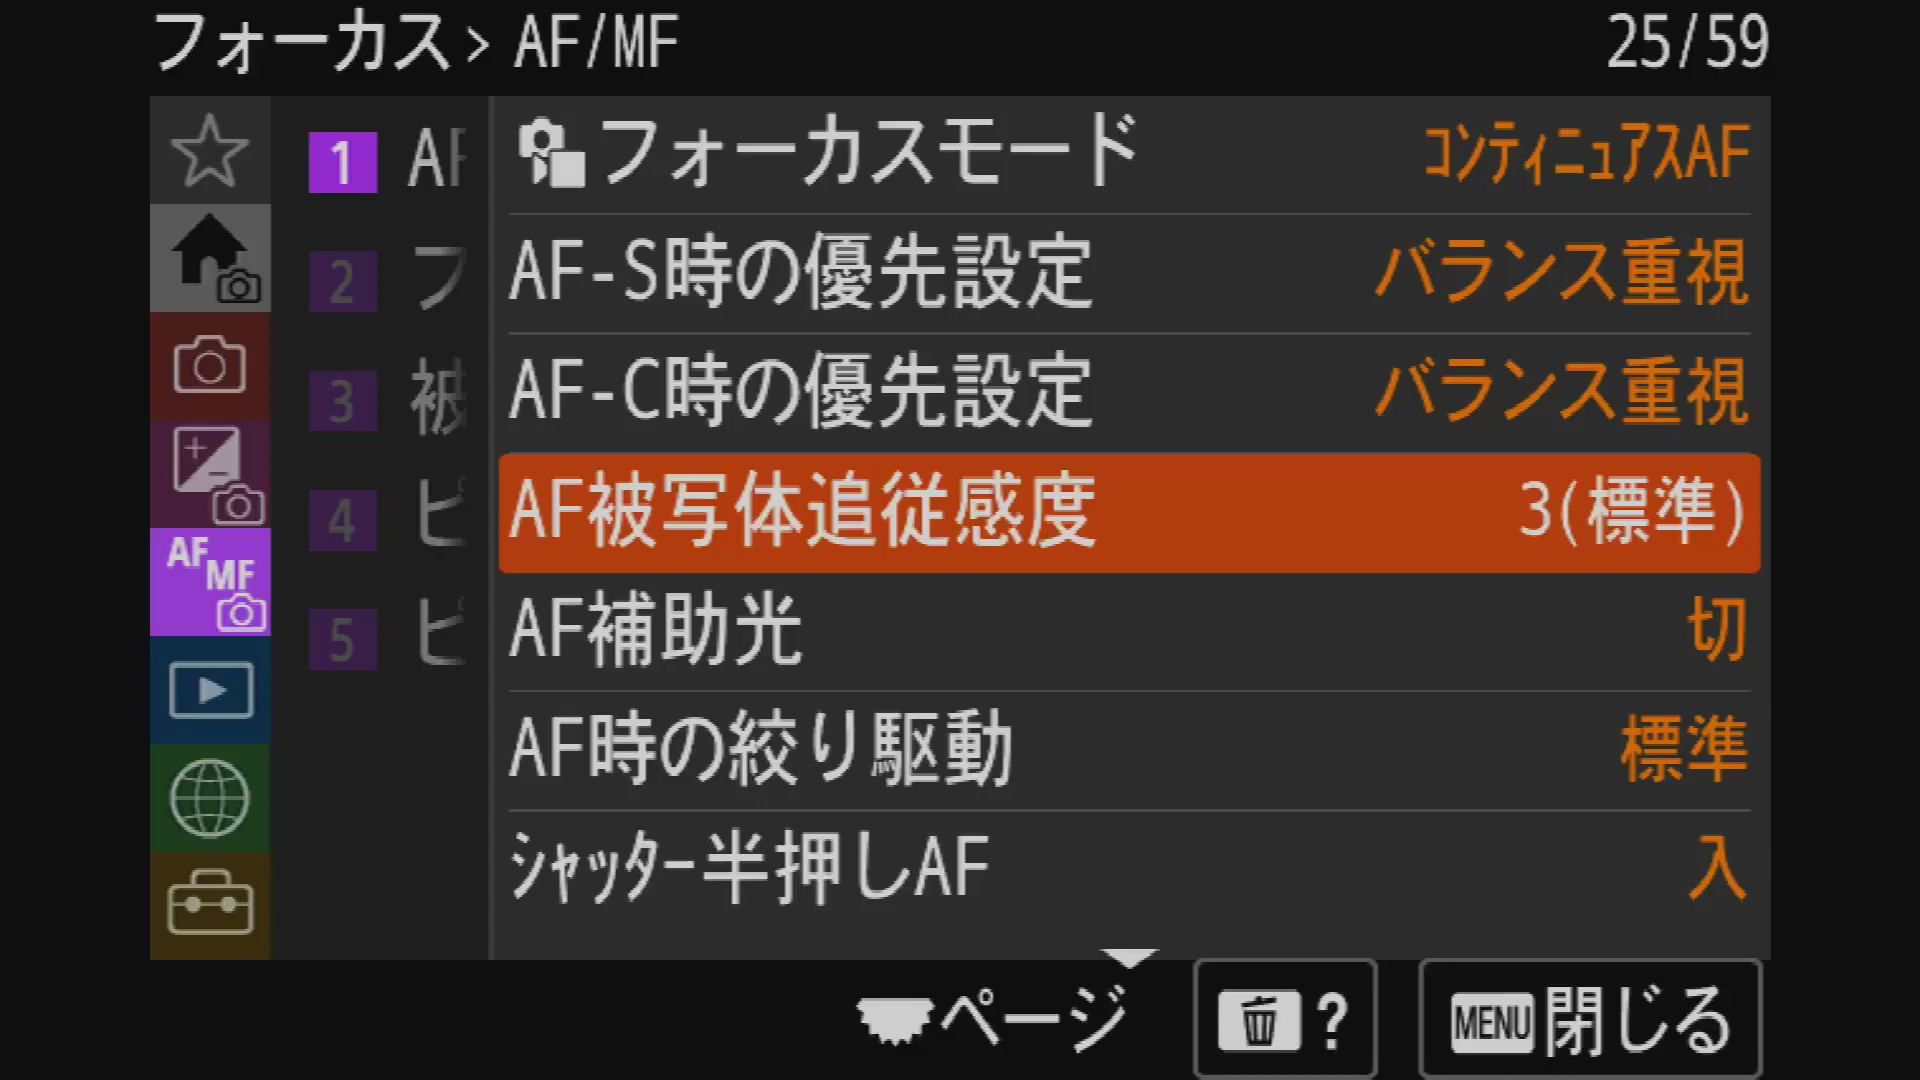 フォーカス> AF/MF
25/59
1 AF
2 フ
3 被
4 ピ
5 ピ
フォーカスモード ｺﾝﾃｨﾆｭｱｽAF
AF-S時の優先設定 バランス重視
AF-C時の優先設定 バランス重視
AF被写体追従感度 3(標準)
AF補助光 切
AF時の絞り駆動 標準
ｼｬｯﾀｰ半押しAF 入
AF MF
ページ
?
MENU 閉じる